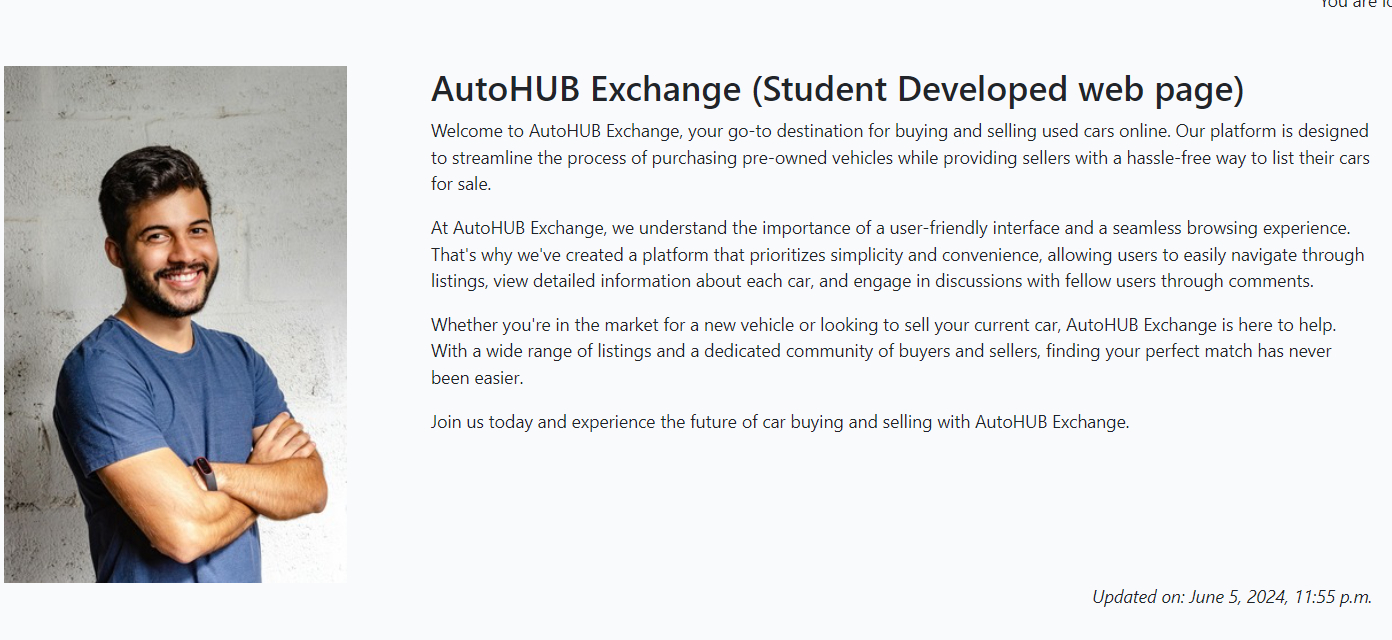 You are
AutoHUB Exchange (Student Developed web page)
Welcome to AutoHUB Exchange, your go-to destination for buying and selling used cars online. Our platform is designed
to streamline the process of purchasing pre-owned vehicles while providing sellers with a hassle-free way to list their cars
for sale.
At AutoHUB Exchange, we understand the importance of a user-friendly interface and a seamless browsing experience.
That's why we've created a platform that prioritizes simplicity and convenience, allowing users to easily navigate through
listings, view detailed information about each car, and engage in discussions with fellow users through comments.
Whether you're in the market for a new vehicle or looking to sell your current car, AutoHUB Exchange is here to help.
With a wide range of listings and a dedicated community of buyers and sellers, finding your perfect match has never
been easier.
Join us today and experience the future of car buying and selling with AutoHUB Exchange.
Updated on: June 5, 2024, 11:55 p.m.